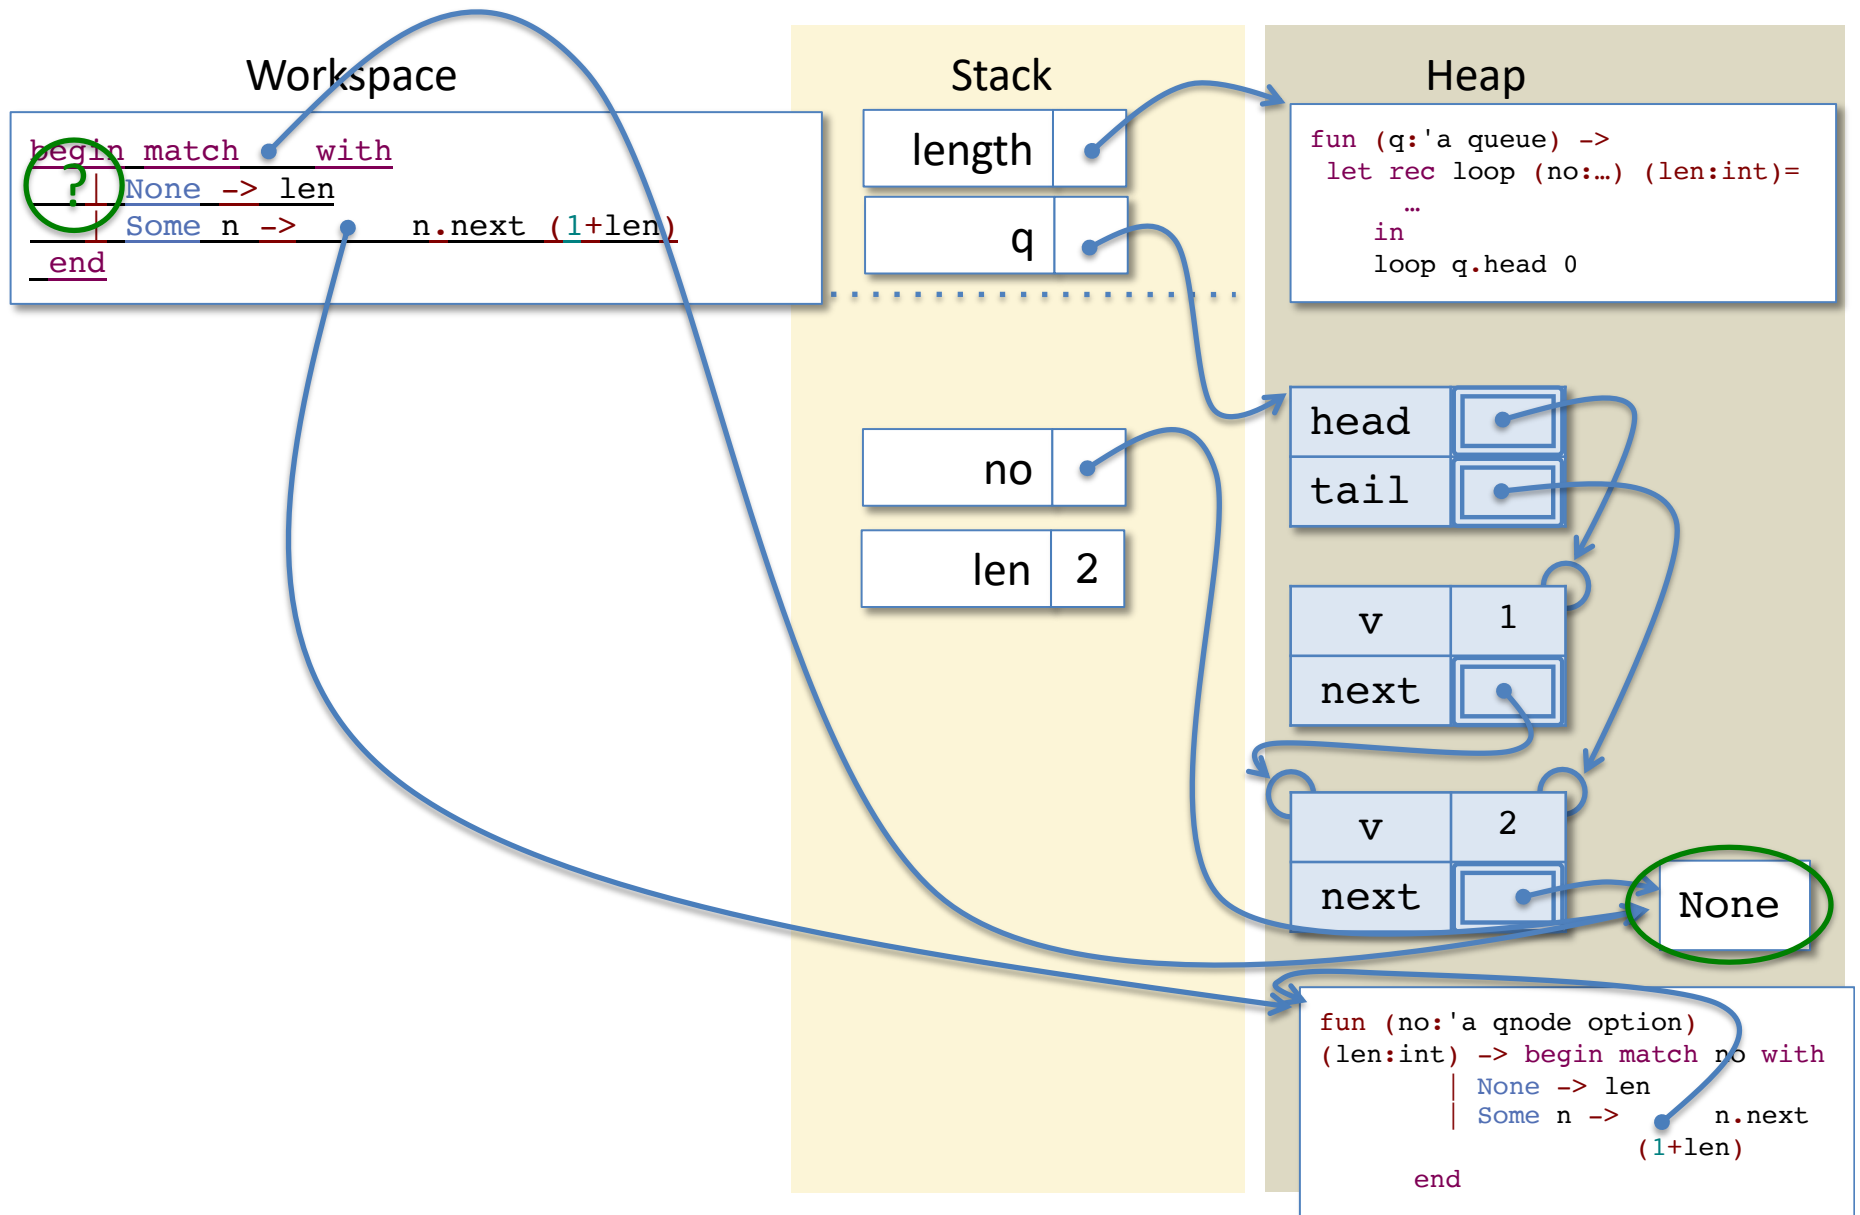 Workspace
begin match with
? | None -> len
| Some n -> n.next (1+len)
end
Stack
length
q
no
len 2
Heap
fun (q:'a queue) ->
let rec loop (no:…) (len:int)=
…
in
loop q.head 0
head
tail
v 1
next
v 2
next
None
fun (no:'a qnode option)
(len:int) -> begin match no with
| None -> len
| Some n -> n.next
(1+len)
end